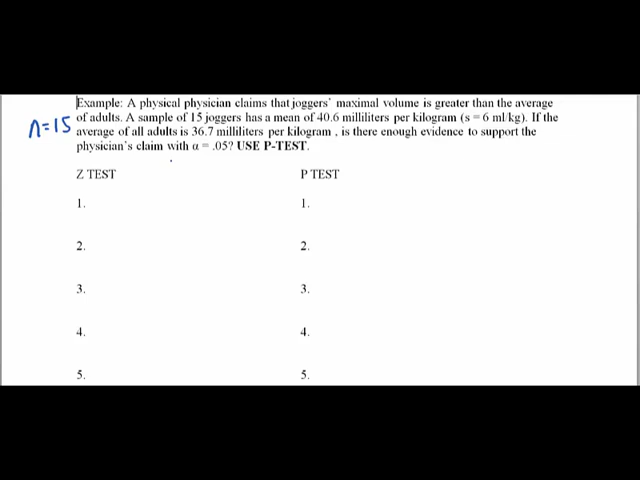 Example: A physical physician claims that joggers' maximal volume is greater than the average
n=15 of adults. A sample of 15 joggers has a mean of 40.6 milliliters per kilogram (s = 6 ml/kg). If the
average of all adults is 36.7 milliliters per kilogram , is there enough evidence to support the
physician's claim with α = .05? USE P-TEST.
Z TEST P TEST
1. 1.
2. 2.
3. 3.
4. 4.
5. 5.